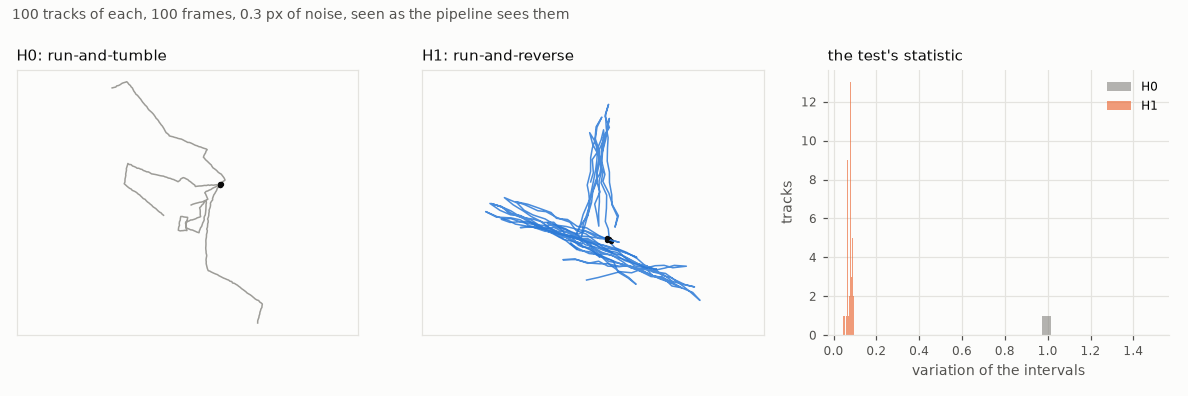 100 tracks of each, 100 frames, 0.3 px of noise, seen as the pipeline sees them
H0: run-and-tumble
H1: run-and-reverse
the test's statistic
H0
H1
12
10
8
6
4
2
0
tracks
0.0 0.2 0.4 0.6 0.8 1.0 1.2 1.4
variation of the intervals